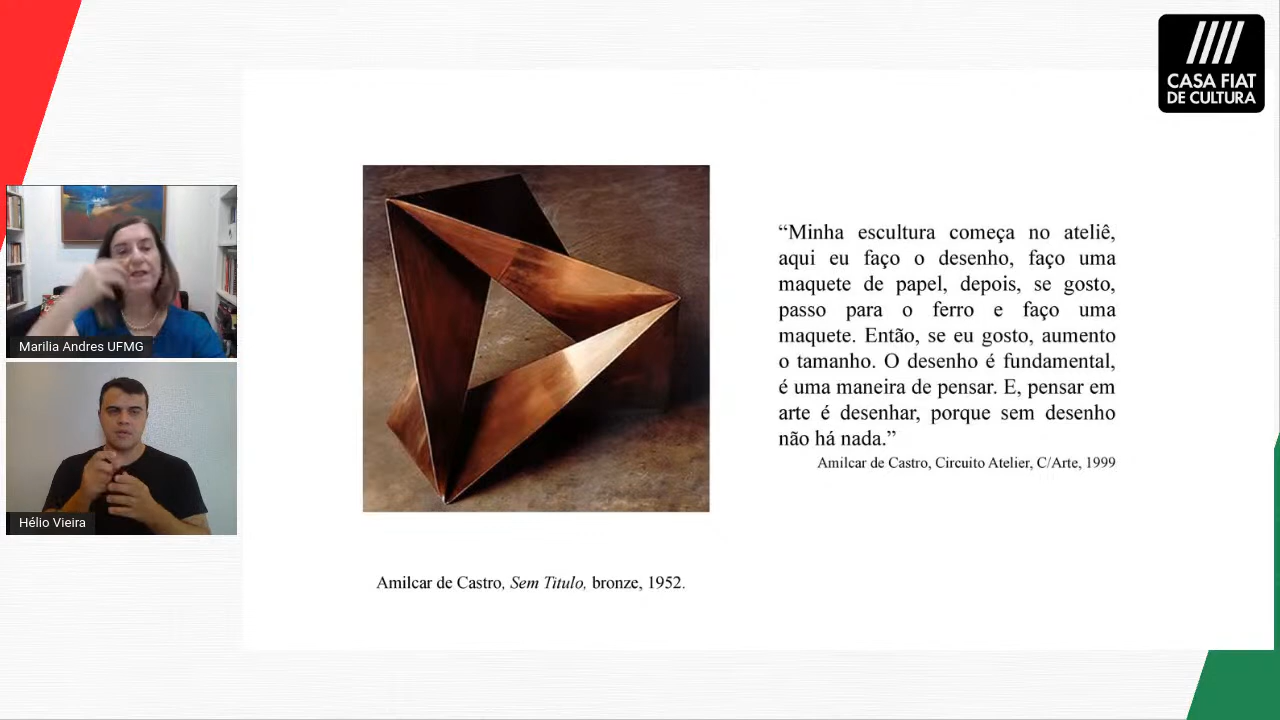 CASA FIAT
DE CULTURA
Marilia Andres UFMG
Hélio Vieira
“Minha escultura começa no ateliê,
aqui eu faço o desenho, faço uma
maquete de papel, depois, se gosto,
passo para o ferro e faço uma
maquete. Então, se eu gosto, aumento
o tamanho. O desenho é fundamental,
é uma maneira de pensar. E, pensar em
arte é desenhar, porque sem desenho
não há nada.”
Amilcar de Castro, Circuito Atelier, C/Arte, 1999
Amilcar de Castro, Sem Titulo, bronze, 1952.